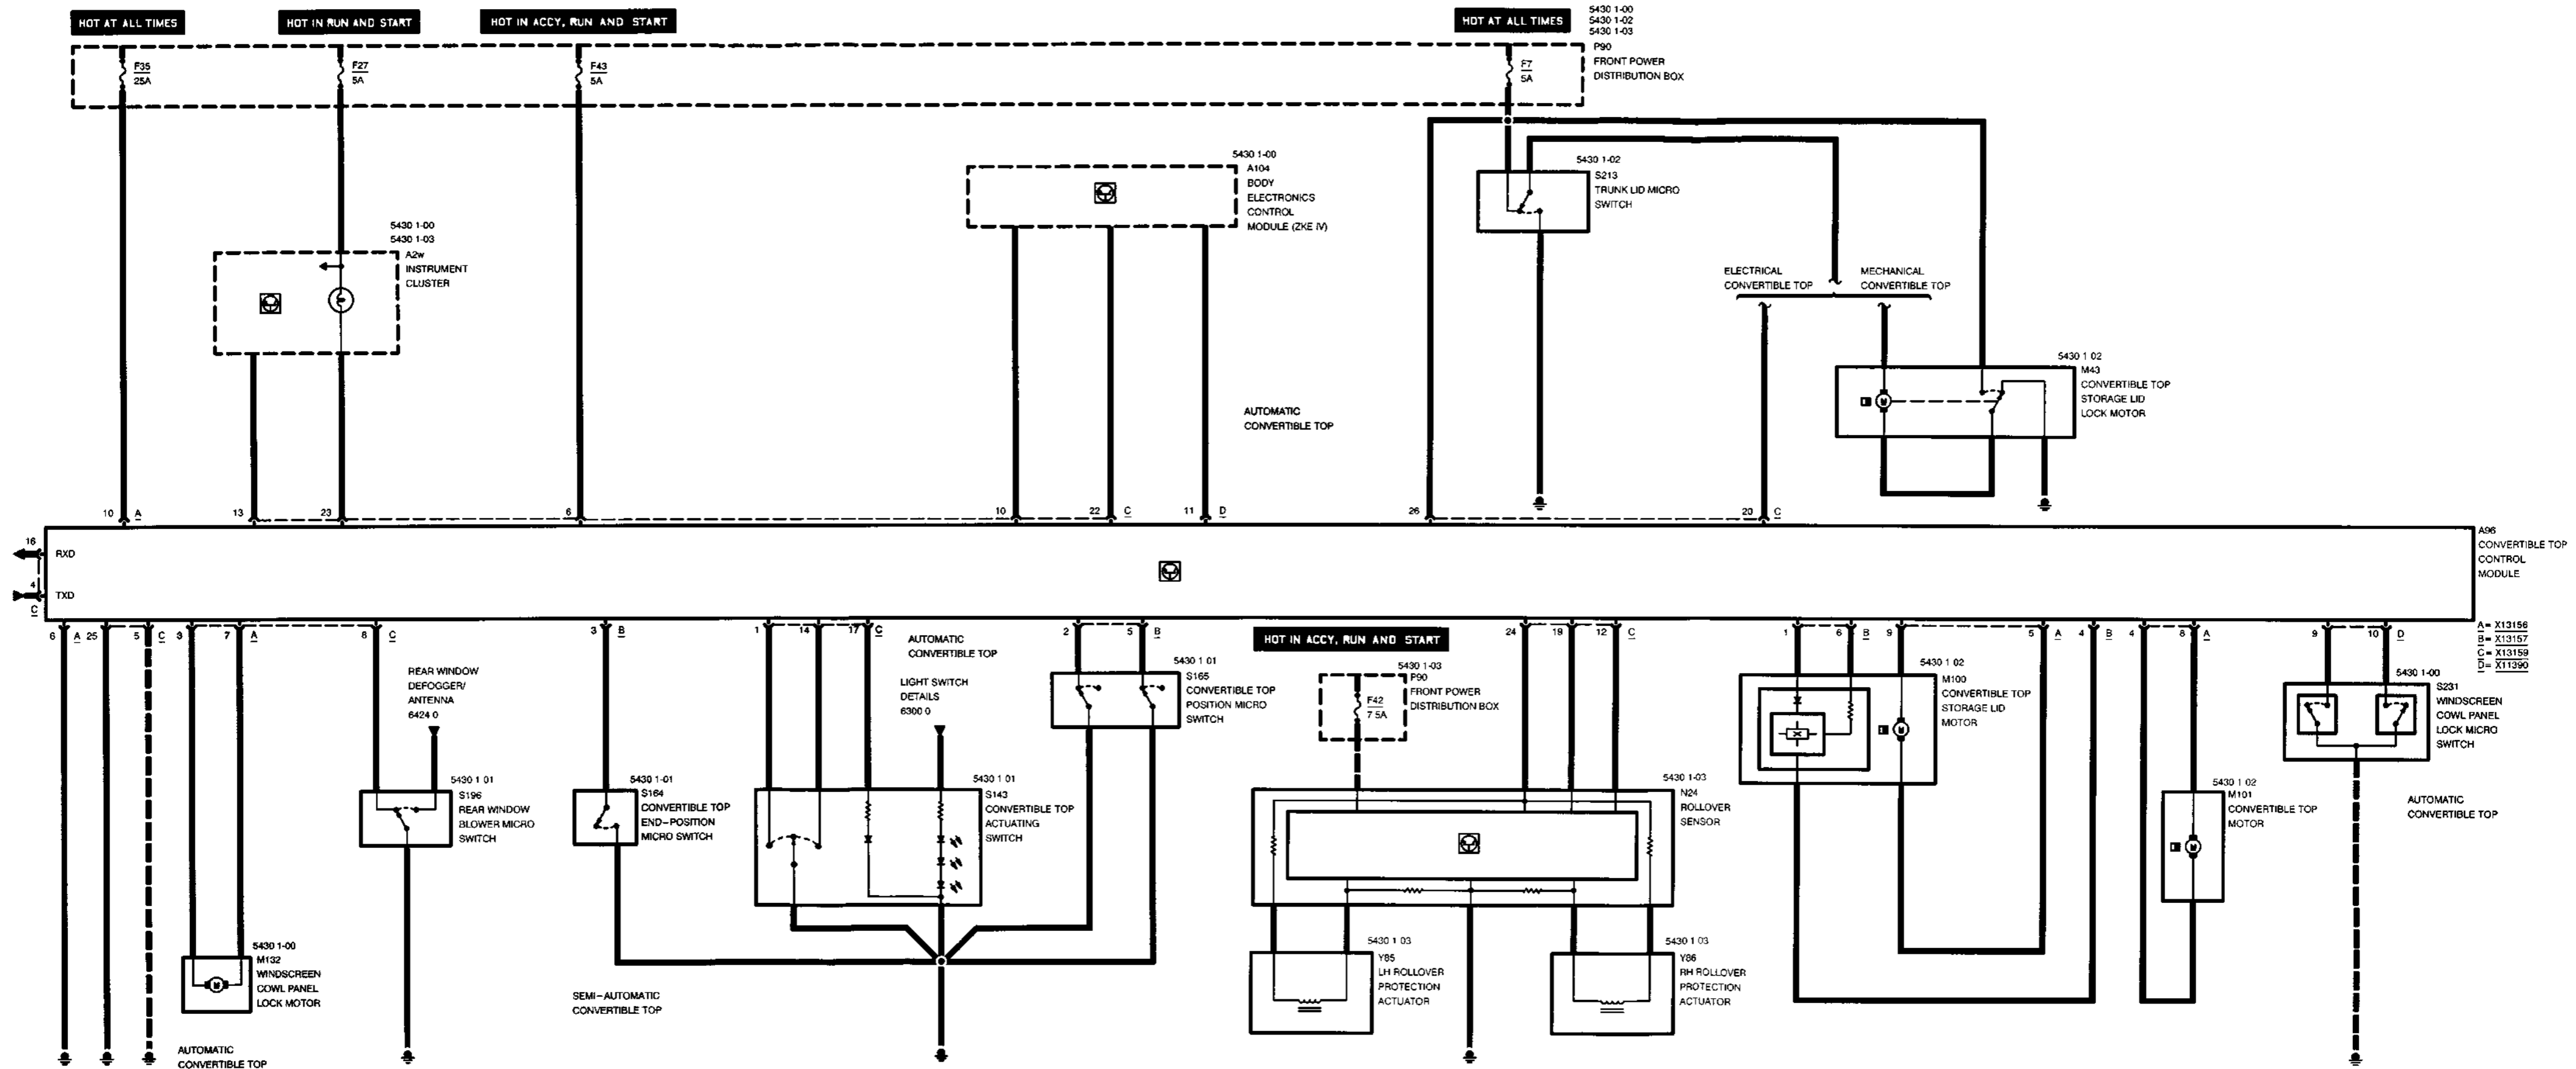 HOT AT ALL TIMES
HOT IN RUN AND START
HOT IN ACCY, RUN AND START
HOT AT ALL TIMES
5430 1-00
5430 1-02
5430 1-03
P90
FRONT POWER
DISTRIBUTION BOX
F35
25A
F27
5A
F43
5A
F7
5A
5430 1-00
A104
BODY
ELECTRONICS
CONTROL
MODULE (ZKE IV)
5430 1-02
S213
TRUNK LID MICRO
SWITCH
5430 1-00
5430 1-03
A2w
INSTRUMENT
CLUSTER
ELECTRICAL
CONVERTIBLE TOP
MECHANICAL
CONVERTIBLE TOP
5430 1 02
M43
CONVERTIBLE TOP
STORAGE LID
LOCK MOTOR
M
AUTOMATIC
CONVERTIBLE TOP
10 A 13 23 6 10 22 C 11 D 26 20 C
16
RXD
4
TXD
C
A96
CONVERTIBLE TOP
CONTROL
MODULE
6 A 25 5 C 3 7 A 8 C 3 B 1 14 17 C 2 5 B 24 19 12 C 1 6 B 9 5 A 4 B 4 8 A 9 10 D
A= X13156
B= X13157
C= X13159
D= X11390
REAR WINDOW
DEFOGGER/
ANTENNA
6424 0
AUTOMATIC
CONVERTIBLE TOP
LIGHT SWITCH
DETAILS
6300 0
5430 1 01
S165
CONVERTIBLE TOP
POSITION MICRO
SWITCH
HOT IN ACCY, RUN AND START
5430 1-03
P90
FRONT POWER
DISTRIBUTION BOX
F42
7 5A
5430 1 02
M100
CONVERTIBLE TOP
STORAGE LID
MOTOR
M
5430 1-00
S231
WINDSCREEN
COWL PANEL
LOCK MICRO
SWITCH
5430 1 01
S196
REAR WINDOW
BLOWER MICRO
SWITCH
5430 1-01
S164
CONVERTIBLE TOP
END-POSITION
MICRO SWITCH
5430 1 01
S143
CONVERTIBLE TOP
ACTUATING
SWITCH
5430 1-03
N24
ROLLOVER
SENSOR
5430 1 02
M101
CONVERTIBLE TOP
MOTOR
M
AUTOMATIC
CONVERTIBLE TOP
5430 1-00
M132
WINDSCREEN
COWL PANEL
LOCK MOTOR
M
5430 1 03
Y85
LH ROLLOVER
PROTECTION
ACTUATOR
5430 1 03
Y86
RH ROLLOVER
PROTECTION
ACTUATOR
SEMI-AUTOMATIC
CONVERTIBLE TOP
AUTOMATIC
CONVERTIBLE TOP